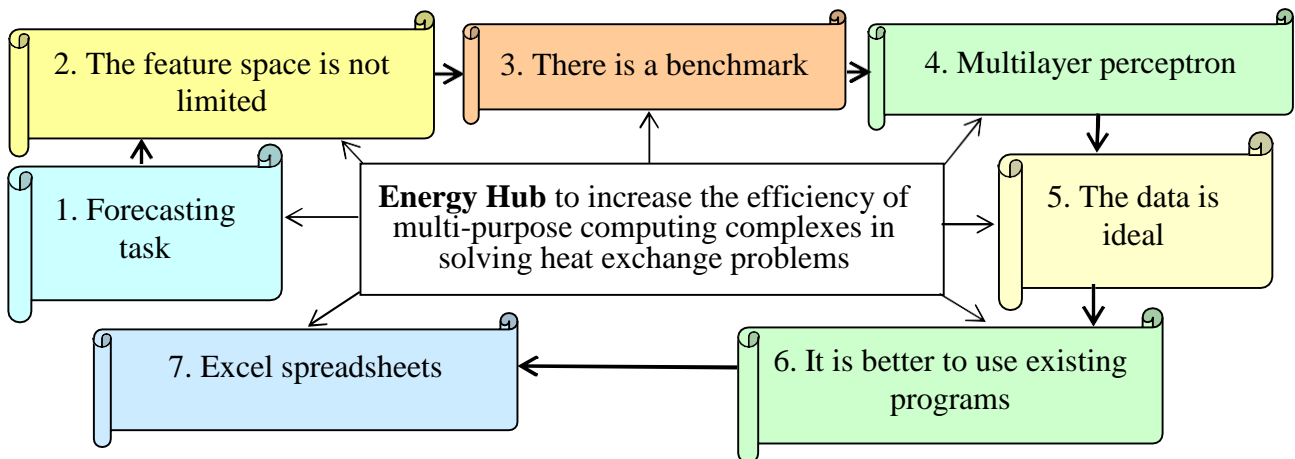 2. The feature space is not
limited
3. There is a benchmark
4. Multilayer perceptron
1. Forecasting
task
Energy Hub to increase the efficiency of
multi-purpose computing complexes in
solving heat exchange problems
5. The data is
ideal
7. Excel spreadsheets
6. It is better to use existing
programs